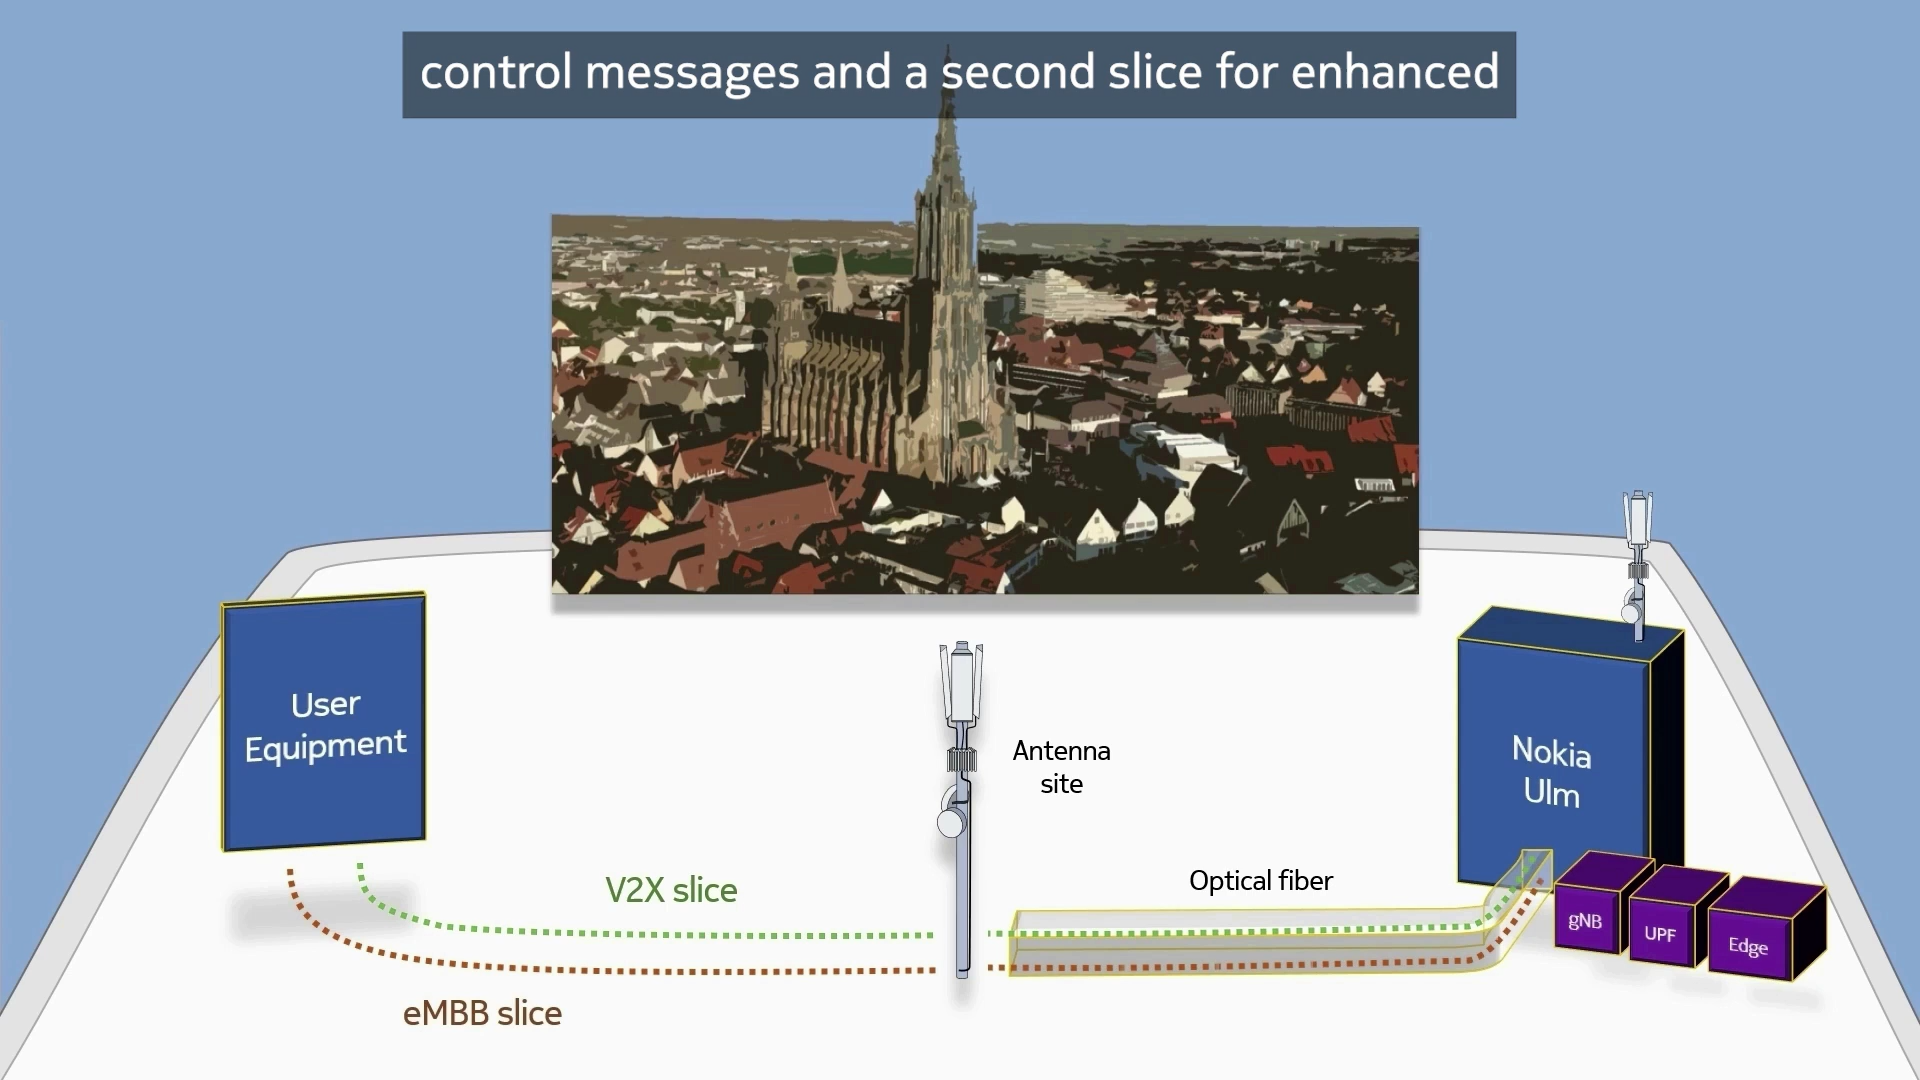 control messages and a second slice for enhanced
User
Equipment
Antenna
site
Nokia
Ulm
Optical fiber
V2X slice
eMBB slice
gNB
UPF
Edge